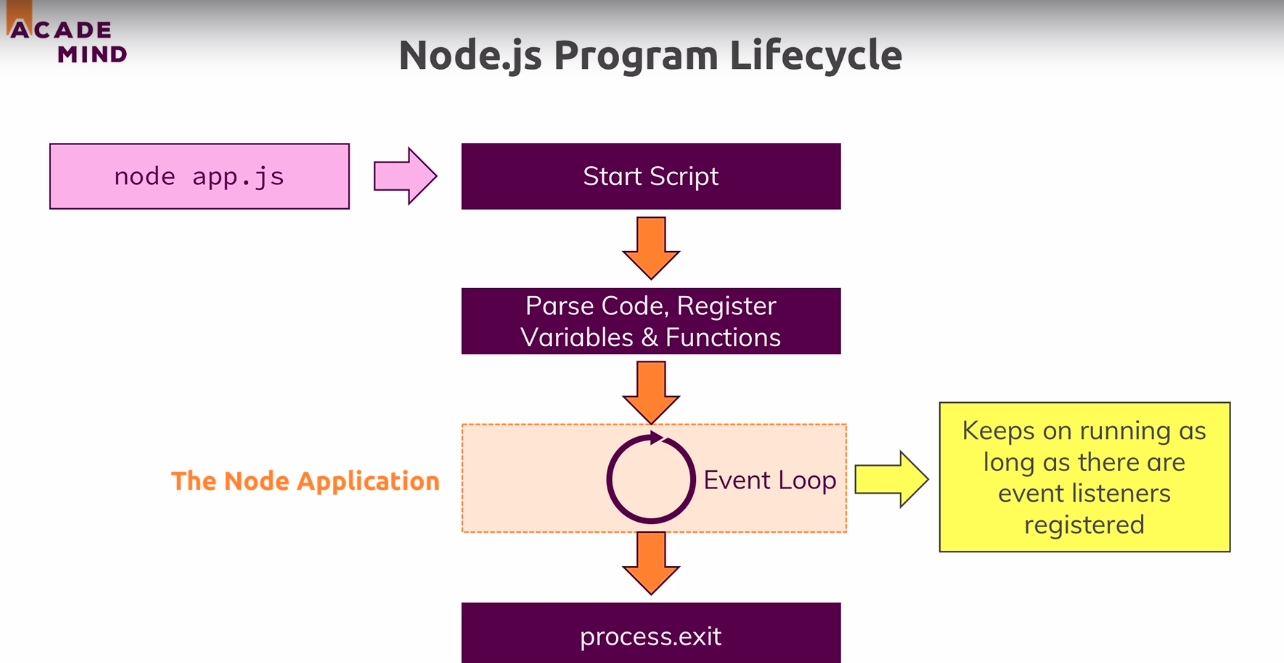 ACADE
MIND
Node.js Program Lifecycle
node app.js
Start Script
Parse Code, Register
Variables & Functions
The Node Application
Event Loop
Keeps on running as
long as there are
event listeners
registered
process.exit